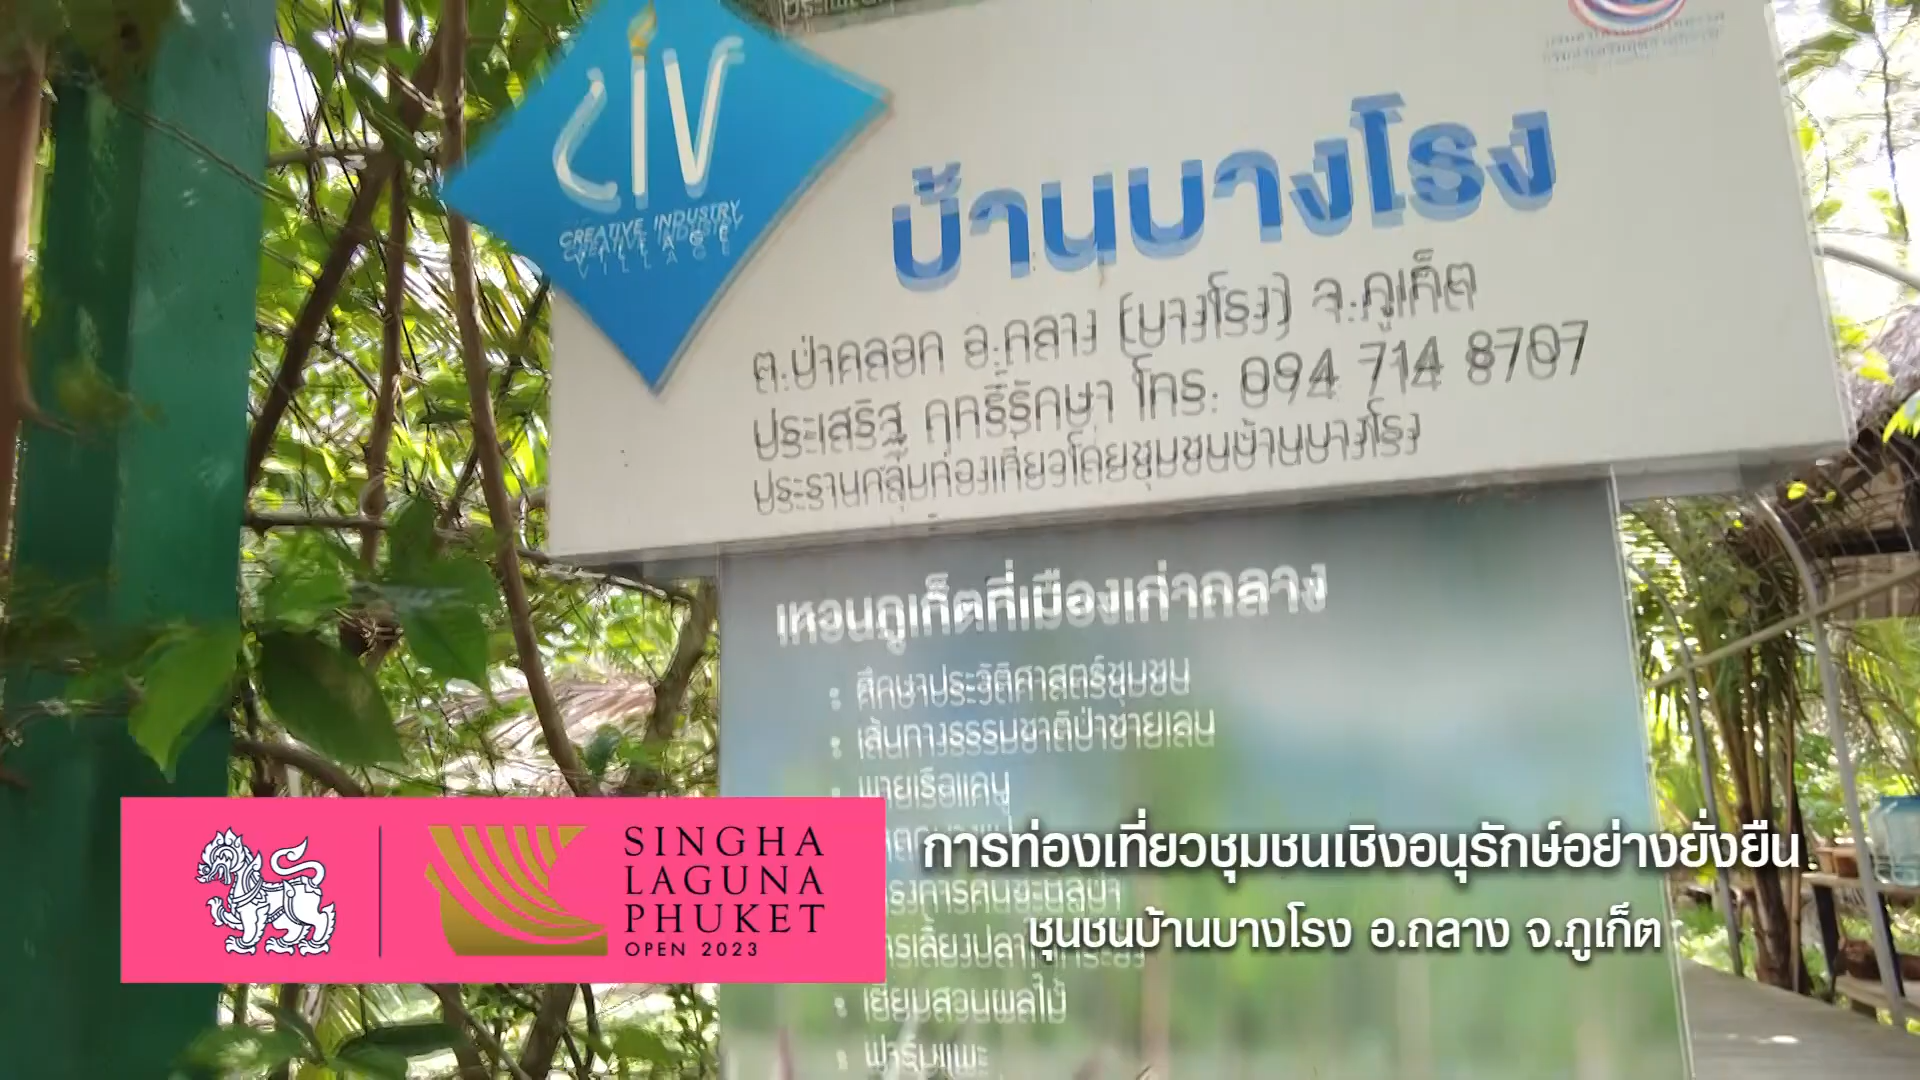 CIV
CREATIVE INDUSTRY
VILLAGE
บ้านบางโรง
ต.ป่าคลอก อ.ถลาง (บางโรง) จ.ภูเก็ต
ประเสริฐ ฤทธิ์รักษา โทร. 094 714 8707
ประธานกลุ่มท่องเที่ยวโดยชุมชนบ้านบางโรง
เหอนภูเก็ตที่เมืองเก่าถลาง
• ศึกษาประวัติศาสตร์ชุมชน
• เส้นทางธรรมชาติป่าชายเลน
• พายเรือแคนู
• เยี่ยมสวนผลไม้
• ฟาร์มแพะ
SINGHA
LAGUNA
PHUKET
OPEN 2023
การท่องเที่ยวชุมชนเชิงอนุรักษ์อย่างยั่งยืน
ชุนชนบ้านบางโรง อ.ถลาง จ.ภูเก็ต